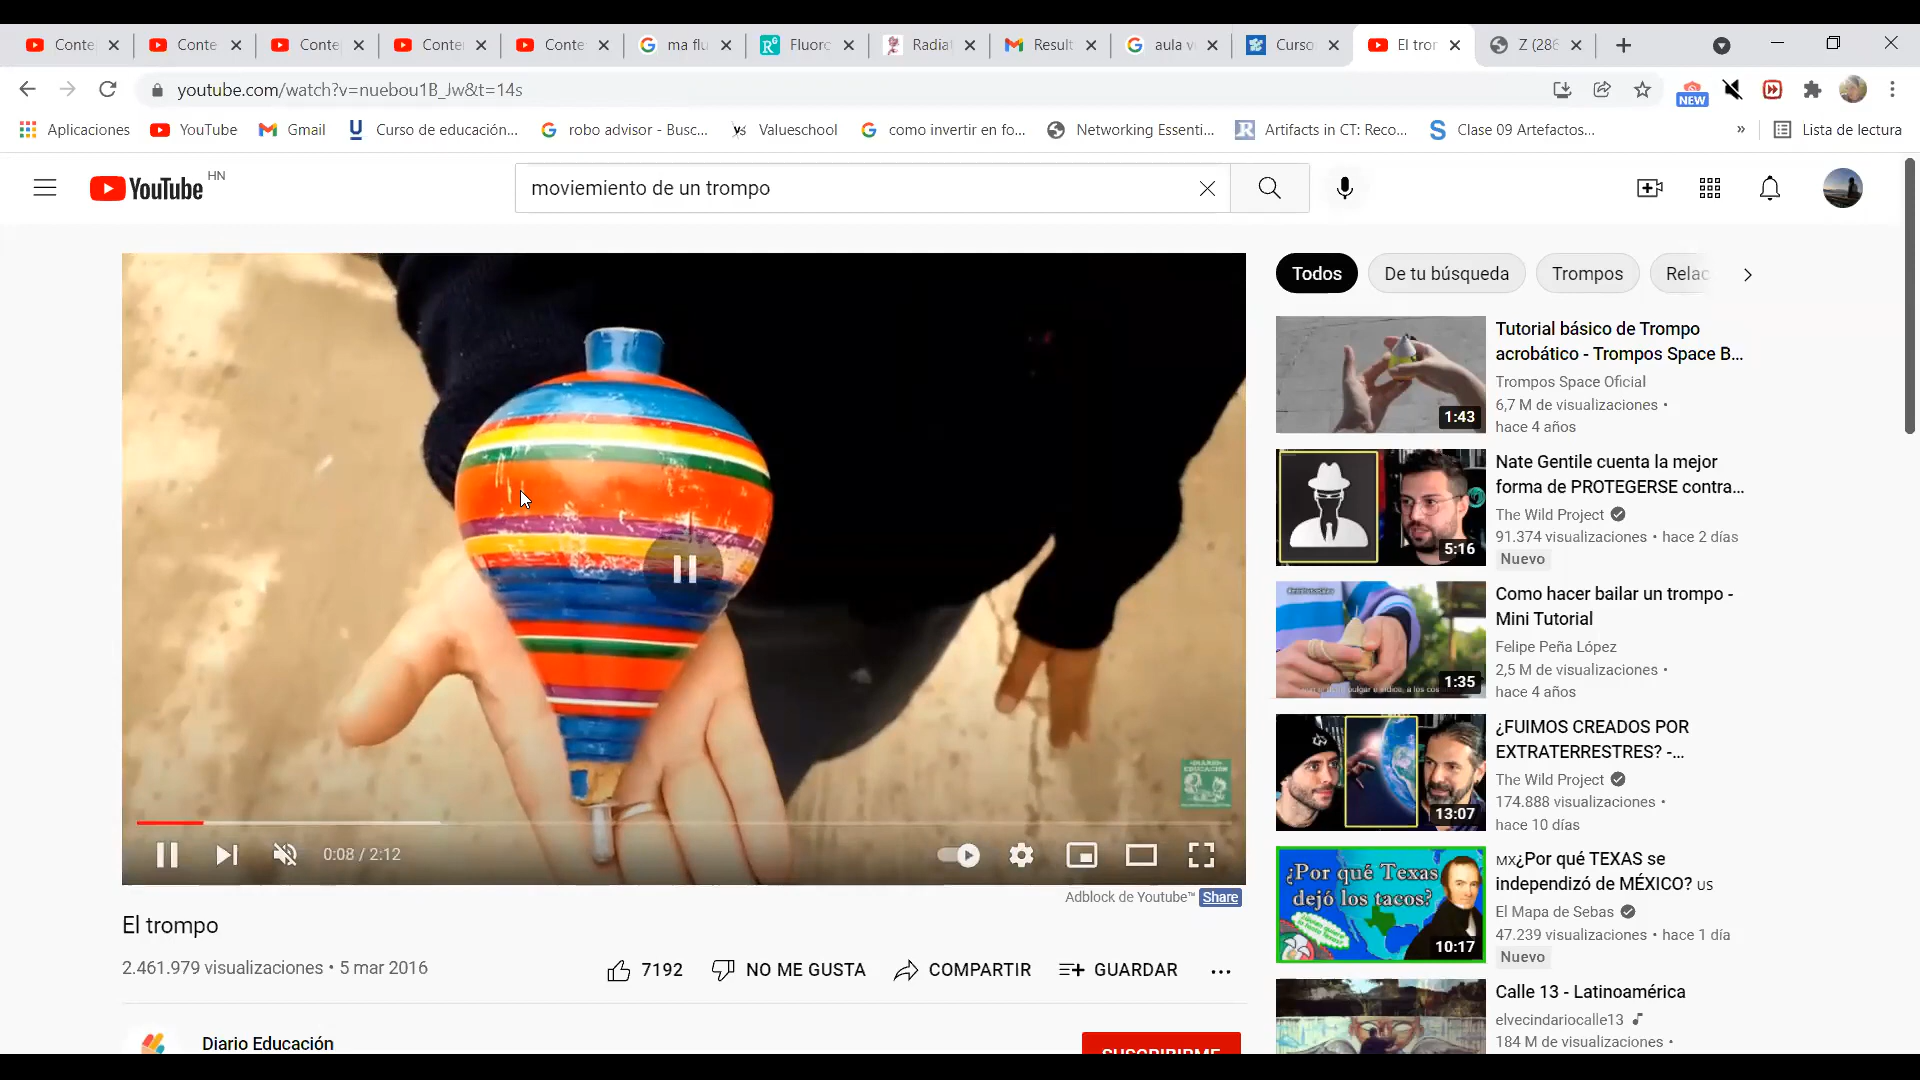 Conte
Conte
Conte
Conte
Conte
ma flu
Fluoro
Radia
Result
aula v
Curso
El tror
Z (286
youtube.com/watch?v=nuebou1B_Jw&t=14s
NEW
Aplicaciones
YouTube
Gmail
Curso de educación...
robo advisor - Busc...
Valueschool
como invertir en fo...
Networking Essenti...
Artifacts in CT: Reco...
Clase 09 Artefactos...
»
Lista de lectura
YouTube HN
moviemiento de un trompo
Todos
De tu búsqueda
Trompos
Relac
0:08 / 2:12
Adblock de Youtube™ Share
El trompo
2.461.979 visualizaciones • 5 mar 2016
7192
NO ME GUSTA
COMPARTIR
GUARDAR
Diario Educación
SUSCRIBIRME
1:43
Tutorial básico de Trompo
acrobático - Trompos Space B...
Trompos Space Oficial
6,7 M de visualizaciones •
hace 4 años
5:16
Nate Gentile cuenta la mejor
forma de PROTEGERSE contra...
The Wild Project
91.374 visualizaciones • hace 2 días
Nuevo
1:35
Como hacer bailar un trompo -
Mini Tutorial
Felipe Peña López
2,5 M de visualizaciones •
hace 4 años
13:07
¿FUIMOS CREADOS POR
EXTRATERRESTRES? -...
The Wild Project
174.888 visualizaciones •
hace 10 días
¿Por qué Texas
dejó los tacos?
10:17
MX¿Por qué TEXAS se
independizó de MÉXICO? US
El Mapa de Sebas
47.239 visualizaciones • hace 1 día
Nuevo
Calle 13 - Latinoamérica
elvecindariocalle13
184 M de visualizaciones •